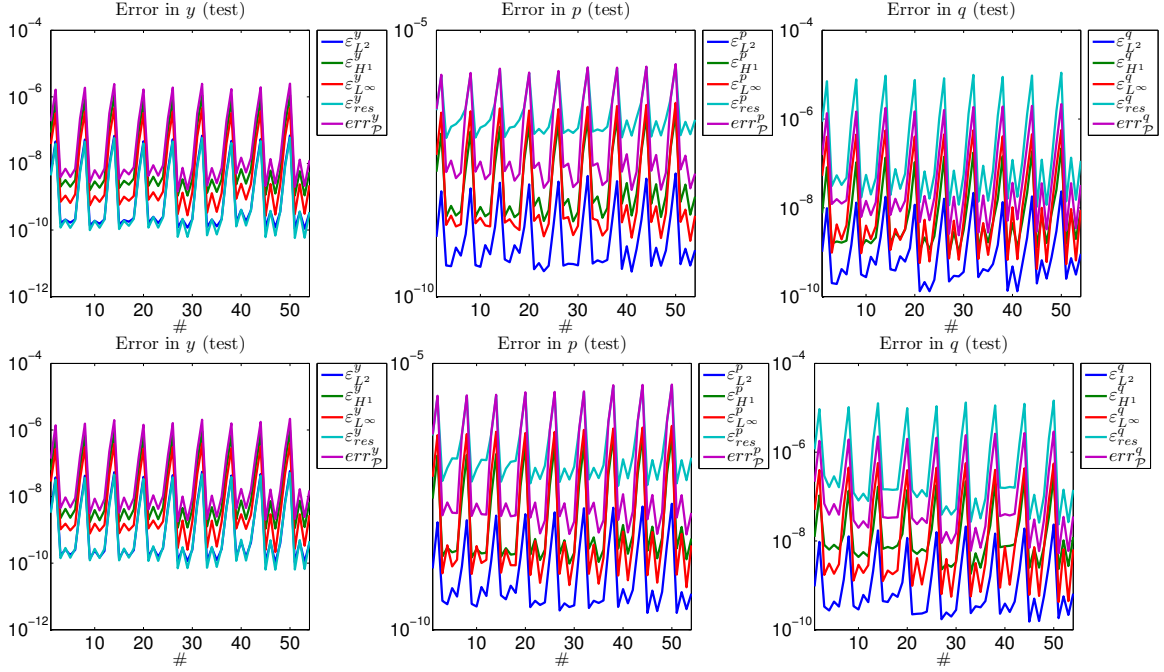 Error in y (test)
10^{-4}
10^{-6}
10^{-8}
10^{-10}
10^{-12}
10 20 30 40 50
#
ε^y_{L^2}
ε^y_{H^1}
ε^y_{L^∞}
ε^y_{res}
err^y_𝒫
Error in p (test)
10^{-5}
10^{-10}
10 20 30 40 50
#
ε^p_{L^2}
ε^p_{H^1}
ε^p_{L^∞}
ε^p_{res}
err^p_𝒫
Error in q (test)
10^{-4}
10^{-6}
10^{-8}
10^{-10}
10 20 30 40 50
#
ε^q_{L^2}
ε^q_{H^1}
ε^q_{L^∞}
ε^q_{res}
err^q_𝒫
Error in y (test)
10^{-4}
10^{-6}
10^{-8}
10^{-10}
10^{-12}
10 20 30 40 50
#
ε^y_{L^2}
ε^y_{H^1}
ε^y_{L^∞}
ε^y_{res}
err^y_𝒫
Error in p (test)
10^{-5}
10^{-10}
10 20 30 40 50
#
ε^p_{L^2}
ε^p_{H^1}
ε^p_{L^∞}
ε^p_{res}
err^p_𝒫
Error in q (test)
10^{-4}
10^{-6}
10^{-8}
10^{-10}
10 20 30 40 50
#
ε^q_{L^2}
ε^q_{H^1}
ε^q_{L^∞}
ε^q_{res}
err^q_𝒫